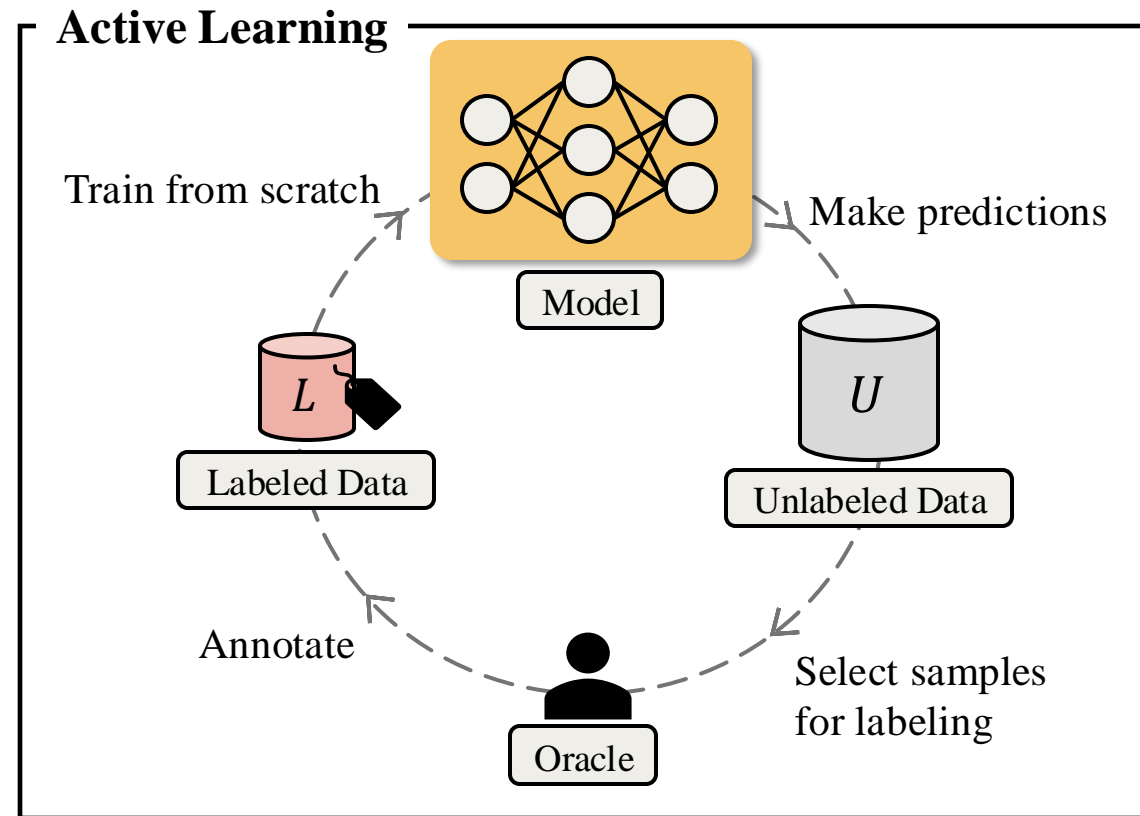 Active Learning
Train from scratch
Make predictions
Model
L
U
Labeled Data
Unlabeled Data
Annotate
Select samples
for labeling
Oracle